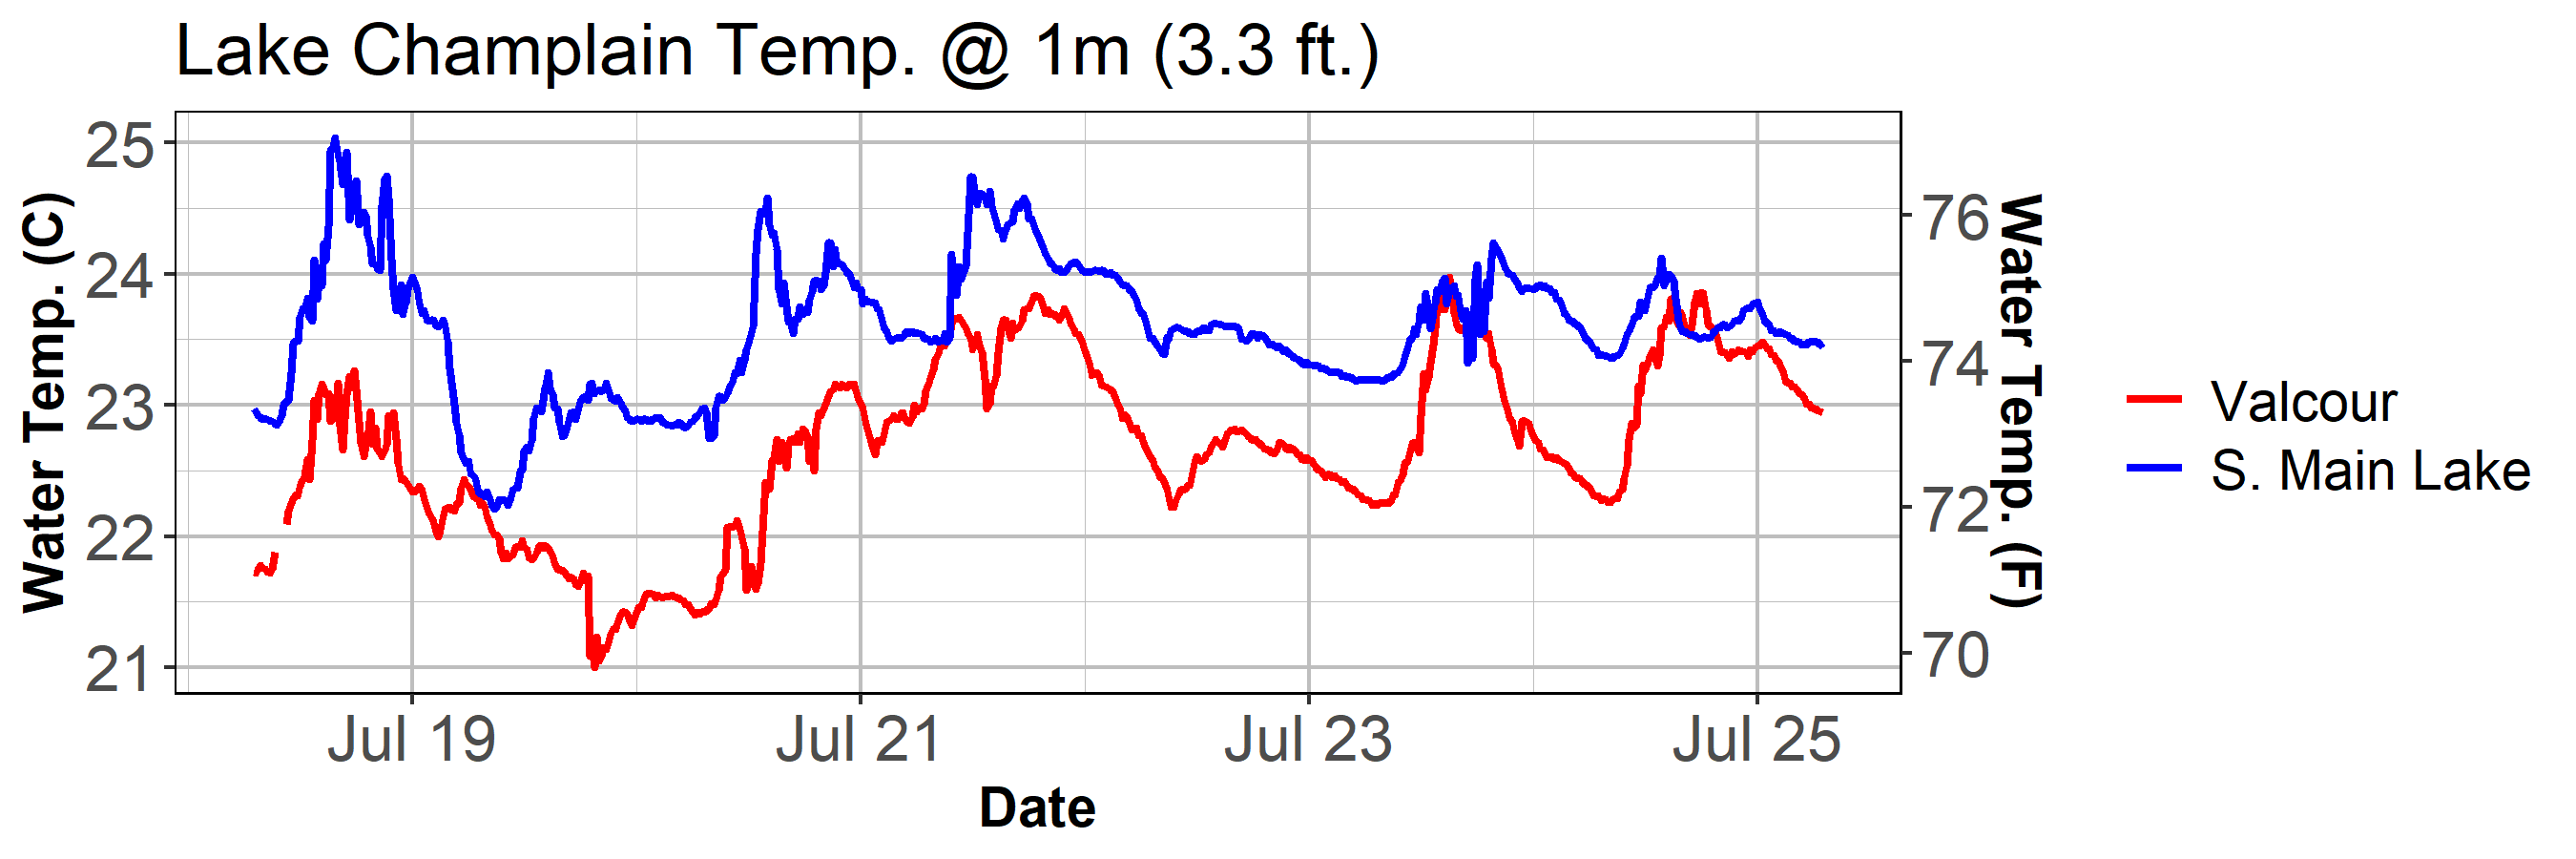 Lake Champlain Temp. @ 1m (3.3 ft.)
Water Temp. (C)
25
24
23
22
21
76
74
72
70
Water Temp. (F)
Jul 19
Jul 21
Jul 23
Jul 25
Date
Valcour
S. Main Lake